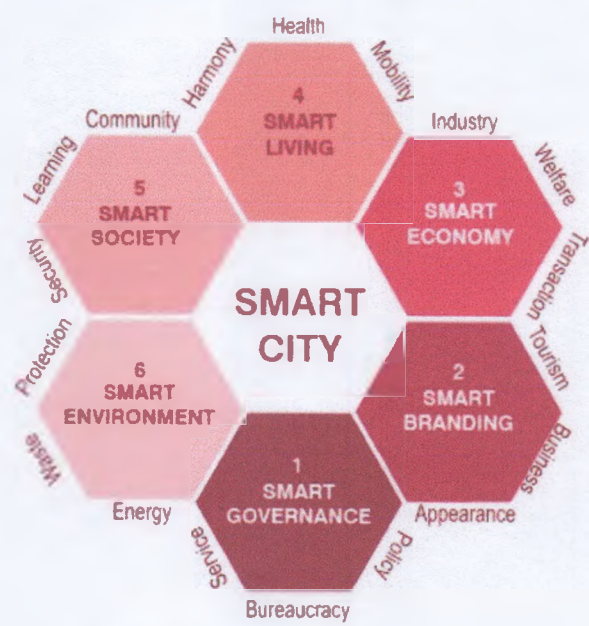 Health
Harmony
Mobility
4
SMART
LIVING
Community
Learning
Security
5
SMART
SOCIETY
Industry
Welfare
Transaction
3
SMART
ECONOMY
SMART
CITY
Protection
Waste
Energy
6
SMART
ENVIRONMENT
Tourism
Business
Appearance
2
SMART
BRANDING
1
SMART
GOVERNANCE
Service
Policy
Bureaucracy